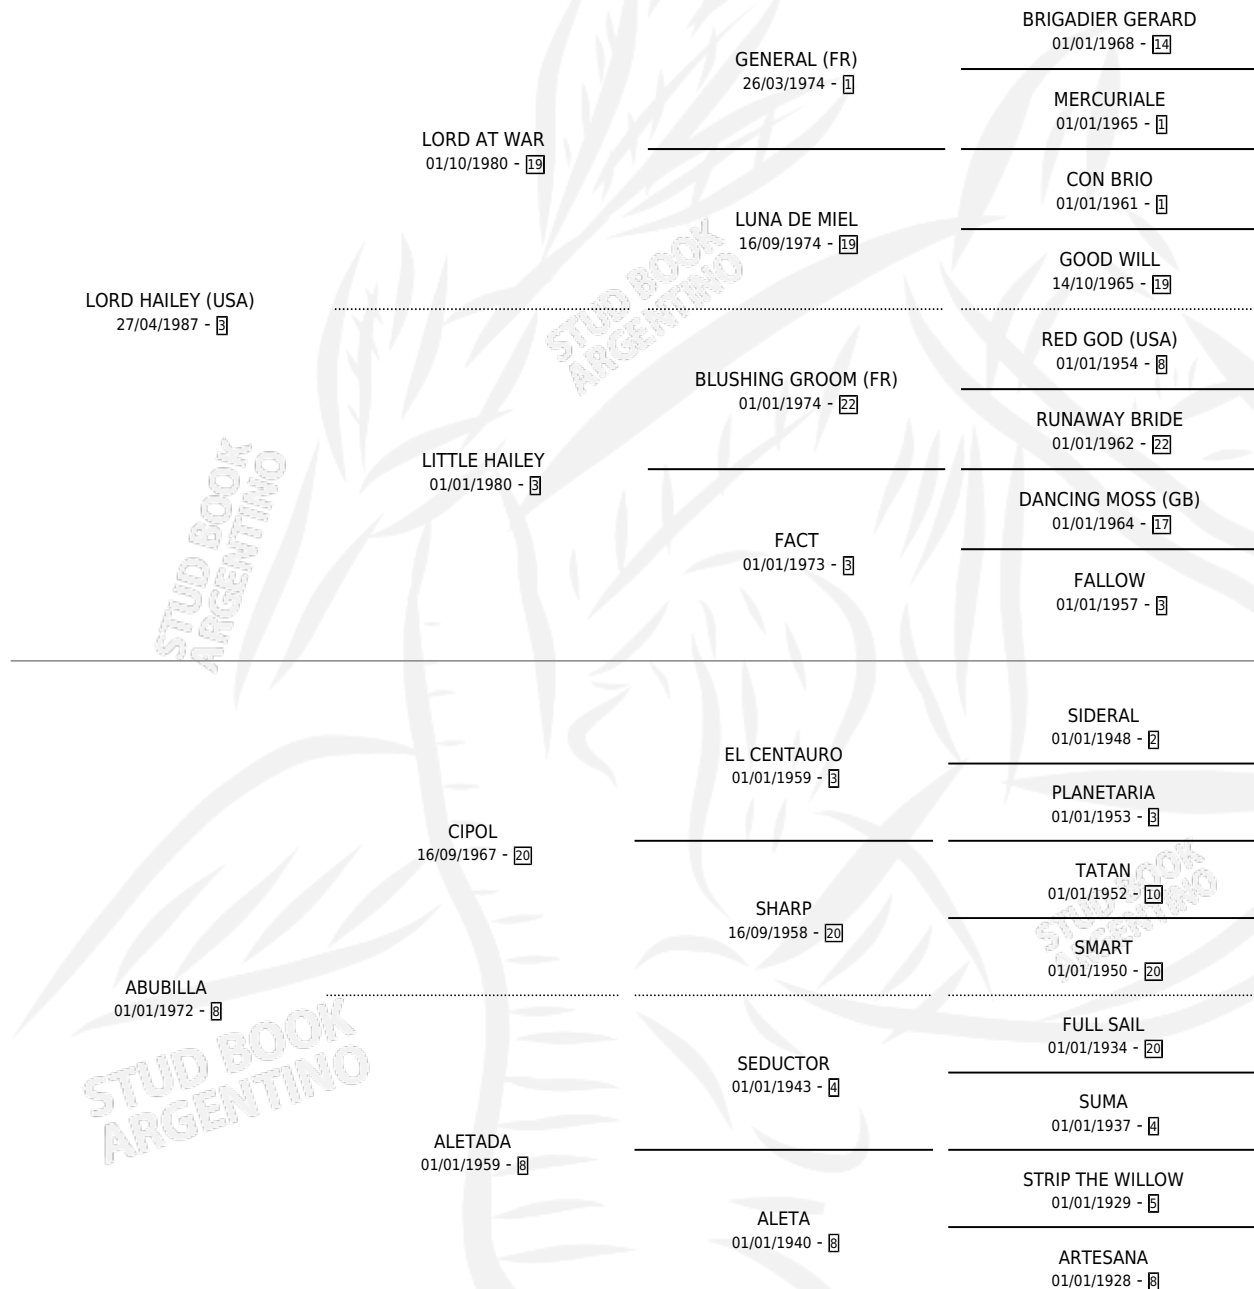 BRIGADIER GERARD
01/01/1968 - 14
GENERAL (FR)
26/03/1974 - 1
MERCURIALE
01/01/1965 - 1
LORD AT WAR
01/10/1980 - 19
CON BRIO
01/01/1961 - 1
LUNA DE MIEL
16/09/1974 - 19
GOOD WILL
14/10/1965 - 19
LORD HAILEY (USA)
27/04/1987 - 3
RED GOD (USA)
01/01/1954 - 8
BLUSHING GROOM (FR)
01/01/1974 - 22
RUNAWAY BRIDE
01/01/1962 - 22
LITTLE HAILEY
01/01/1980 - 3
DANCING MOSS (GB)
01/01/1964 - 17
FACT
01/01/1973 - 3
FALLOW
01/01/1957 - 3
SIDERAL
01/01/1948 - 2
EL CENTAURO
01/01/1959 - 3
PLANETARIA
01/01/1953 - 3
CIPOL
16/09/1967 - 20
TATAN
01/01/1952 - 10
SHARP
16/09/1958 - 20
SMART
01/01/1950 - 20
ABUBILLA
01/01/1972 - 8
FULL SAIL
01/01/1934 - 20
SEDUCTOR
01/01/1943 - 4
SUMA
01/01/1937 - 4
ALETADA
01/01/1959 - 8
STRIP THE WILLOW
01/01/1929 - 5
ALETA
01/01/1940 - 8
ARTESANA
01/01/1928 - 8
STUD BOOK
ARGENTINO
STUD BOOK
ARGENTINO
STUD BOOK
ARGENTINO
STUD BOOK
ARGENTINO